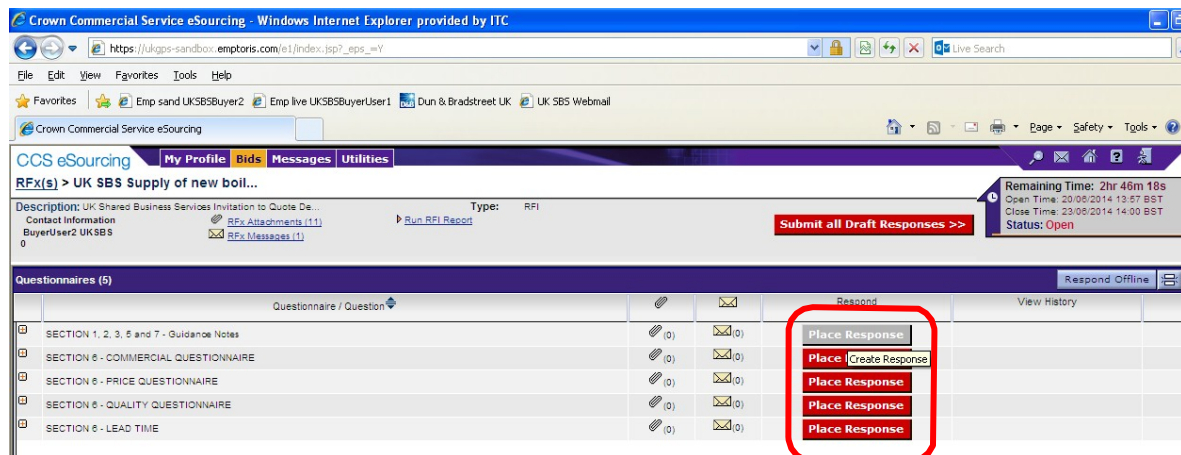 Crown Commercial Service eSourcing - Windows Internet Explorer provided by ITC
https://ukgps-sandbox.emptoris.com/e1/index.jsp?_eps_=Y
Live Search
File Edit View Favorites Tools Help
Favorites Emp sand UKSBSBuyer2 Emp live UKSBSBuyerUser1 Dun & Bradstreet UK UK SBS Webmail
Crown Commercial Service eSourcing
Page Safety Tools
CCS eSourcing My Profile Bids Messages Utilities
RFx(s) > UK SBS Supply of new boil...
Remaining Time: 2hr 46m 18s
Open Time: 20/06/2014 13:57 BST
Close Time: 23/06/2014 14:00 BST
Status: Open
Description: UK Shared Business Services Invitation to Quote De... Type: RFI
Contact Information RFx Attachments (11) Run RFI Report
BuyerUser2 UKSBS RFx Messages (1)
0
Submit all Draft Responses >>
Questionnaires (5) Respond Offline
Questionnaire / Question Respond View History
SECTION 1, 2, 3, 5 and 7 - Guidance Notes (0) (0) Place Response
SECTION 6 - COMMERCIAL QUESTIONNAIRE (0) (0) Place Create Response
SECTION 6 - PRICE QUESTIONNAIRE (0) (0) Place Response
SECTION 6 - QUALITY QUESTIONNAIRE (0) (0) Place Response
SECTION 6 - LEAD TIME (0) (0) Place Response